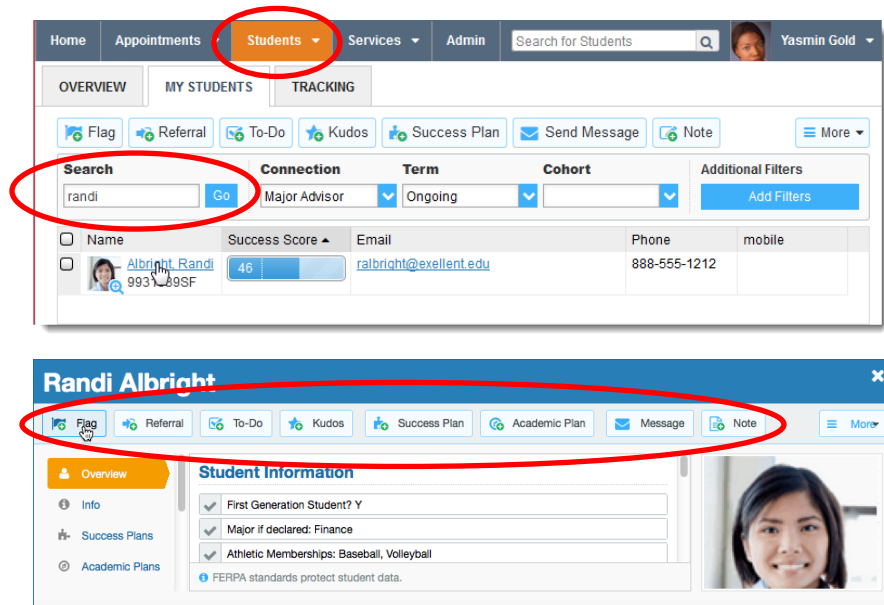 Home Appointments Students Services Admin Search for Students Yasmin Gold
OVERVIEW MY STUDENTS TRACKING
Flag Referral To-Do Kudos Success Plan Send Message Note More
Search Connection Term Cohort Additional Filters
randi Go Major Advisor Ongoing Add Filters
Name Success Score Email Phone mobile
Albright, Randi 46 ralbright@exellent.edu 888-555-1212
Randi Albright
Flag Referral To-Do Kudos Success Plan Academic Plan Message Note More
Overview Student Information
Info First Generation Student? Y
Success Plans Major if declared: Finance
Academic Plans Athletic Memberships: Baseball, Volleyball
FERPA standards protect student data.